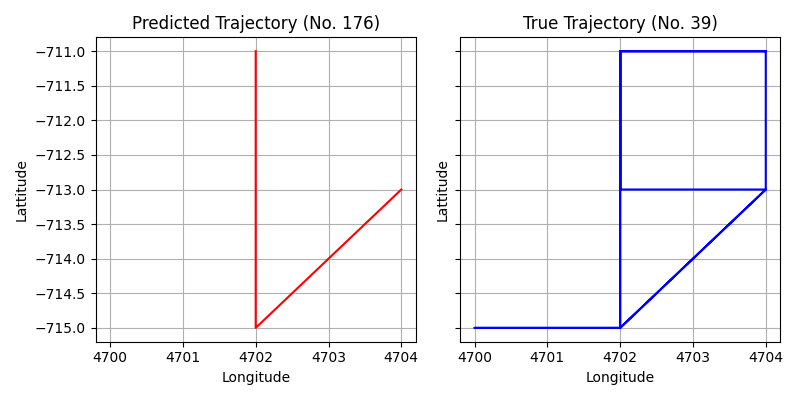 Predicted Trajectory (No. 176)
True Trajectory (No. 39)
−711.0
−711.5
−712.0
−712.5
−713.0
−713.5
−714.0
−714.5
−715.0
Lattitude
Lattitude
4700 4701 4702 4703 4704
4700 4701 4702 4703 4704
Longitude
Longitude